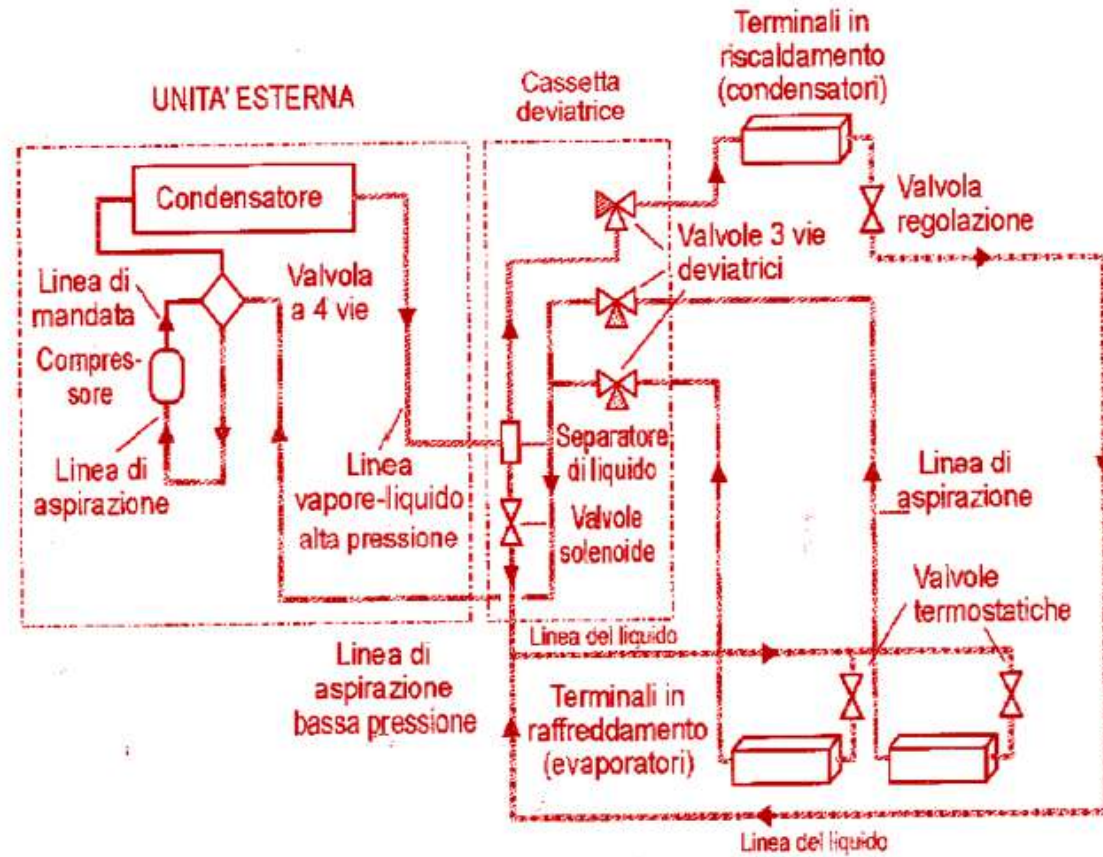 Terminali in
riscaldamento
(condensatori)
Cassetta
deviatrice
UNITA' ESTERNA
Condensatore
Valvola
regolazione
Valvole 3 vie
deviatrici
Linea di
mandata
Valvola
a 4 vie
Compres-
sore
Linea di
aspirazione
Linea
vapore-liquido
alta pressione
Separatore
di liquido
Valvole
solenoide
Linea di
aspirazione
Valvole
termostatiche
Linea del liquido
Linea di
aspirazione
bassa pressione
Terminali in
raffreddamento
(evaporatori)
Linea del liquido